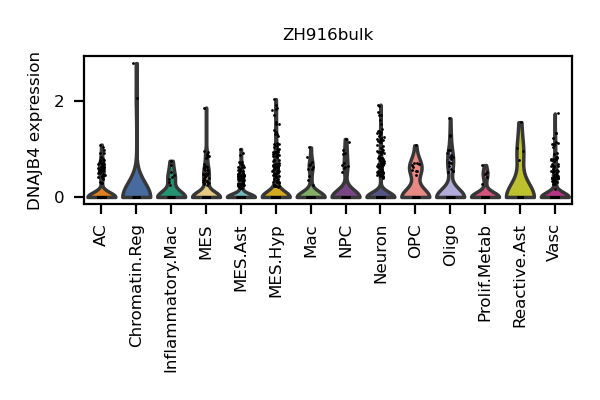 ZH916bulk
DNAJB4 expression
2
0
AC
Chromatin.Reg
Inflammatory.Mac
MES
MES.Ast
MES.Hyp
Mac
NPC
Neuron
OPC
Oligo
Prolif.Metab
Reactive.Ast
Vasc